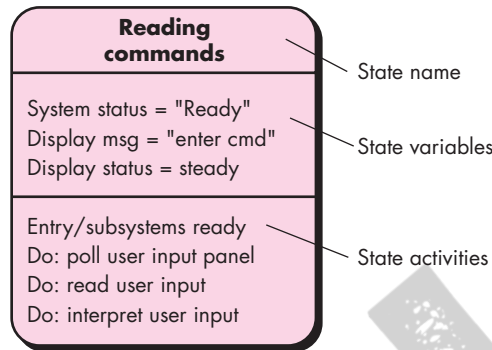 Reading
commands
State name
System status = "Ready"
Display msg = "enter cmd"
Display status = steady
State variables
Entry/subsystems ready
Do: poll user input panel
Do: read user input
Do: interpret user input
State activities